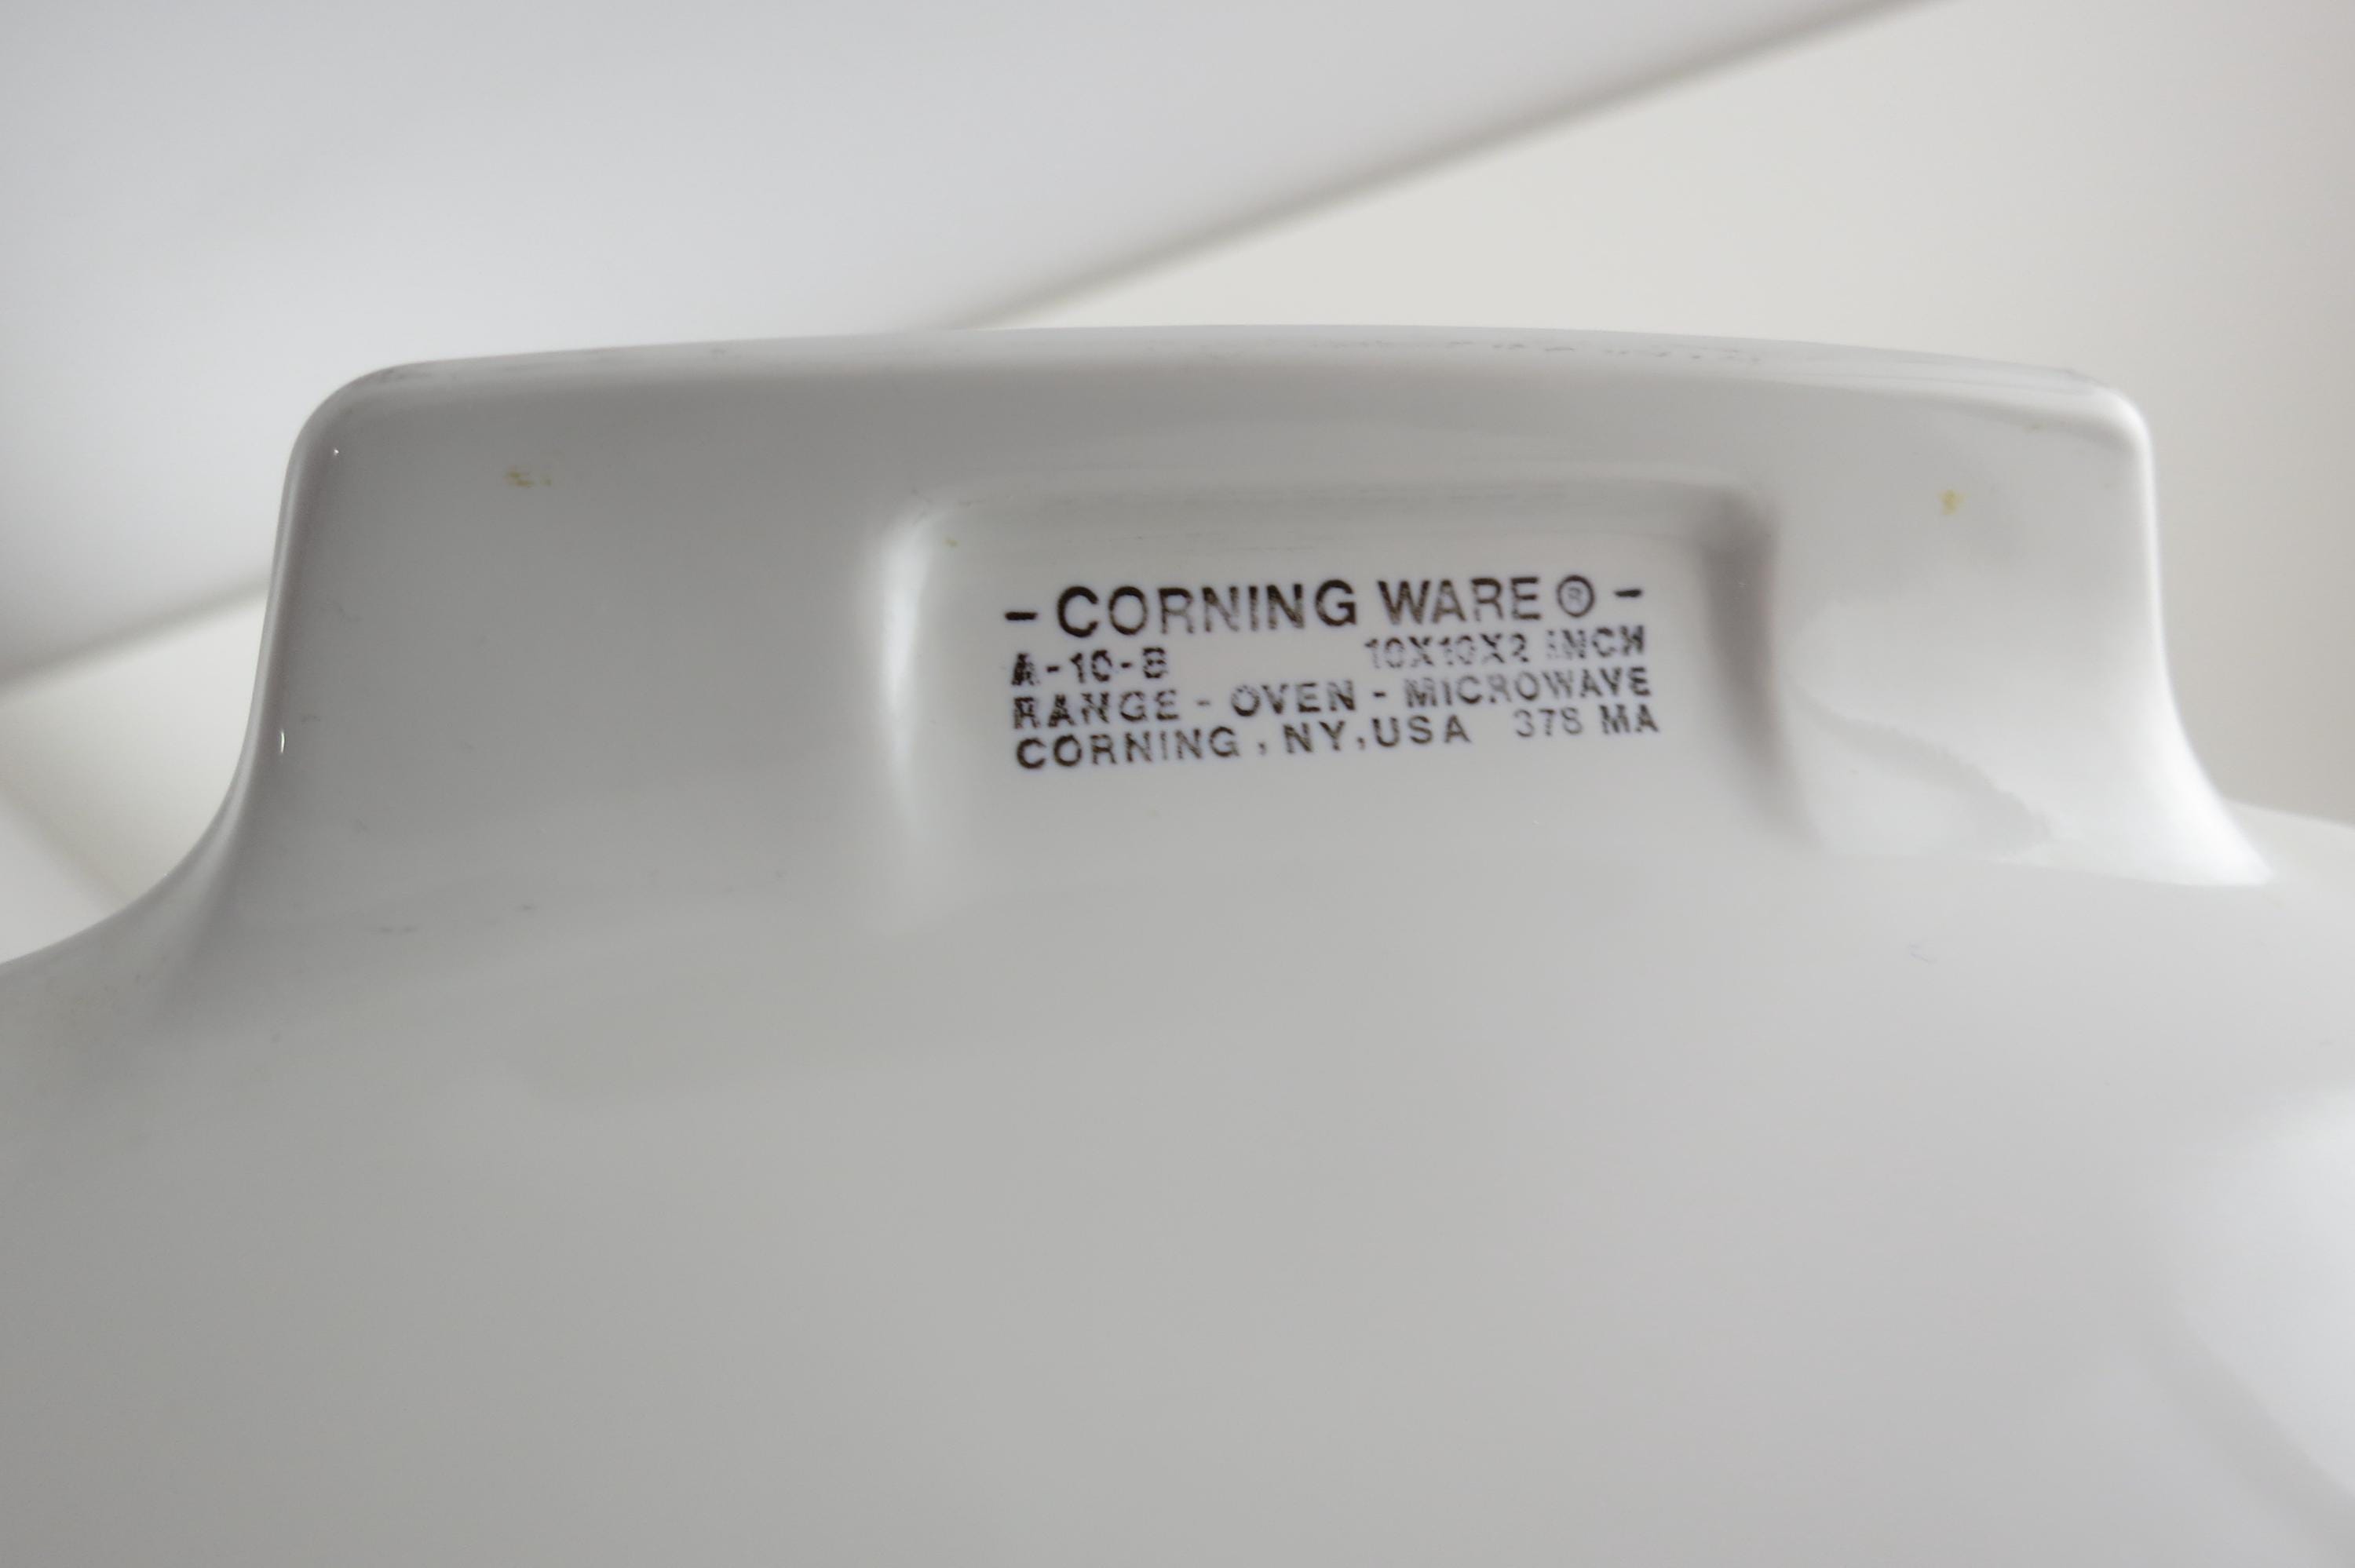 - CORNING WARE ® -
A-10-B 10X10X2 INCH
RANGE - OVEN - MICROWAVE
CORNING , NY, USA 378 MA